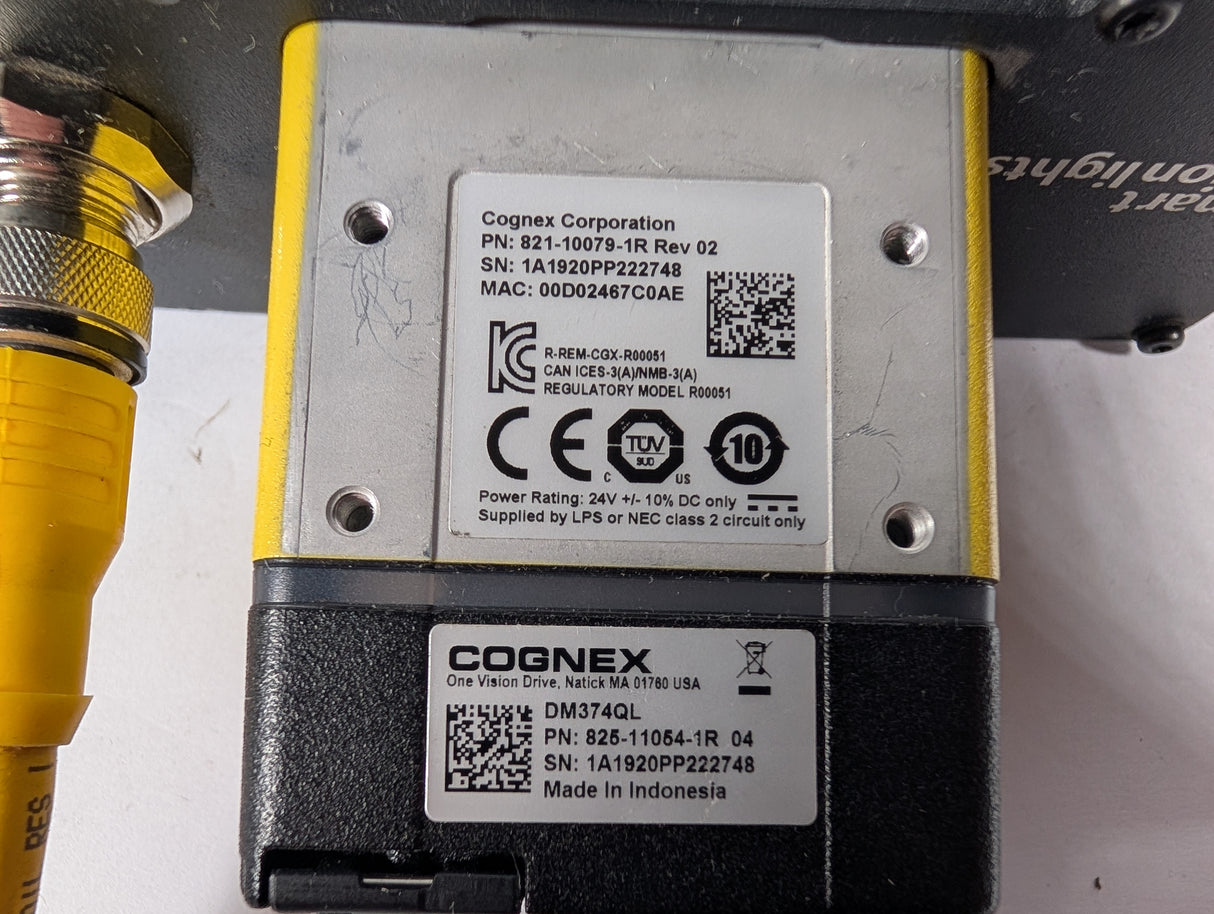 Cognex Corporation
PN: 821-10079-1R Rev 02
SN: 1A1920PP222748
MAC: 00D02467C0AE
R-REM-CGX-R00051
CAN ICES-3(A)/NMB-3(A)
REGULATORY MODEL R00051
CE
TÜV
SÜD
C US
10
Power Rating: 24V +/- 10% DC only
Supplied by LPS or NEC class 2 circuit only
COGNEX
One Vision Drive, Natick MA 01760 USA
DM374QL
PN: 825-11054-1R 04
SN: 1A1920PP222748
Made In Indonesia
lights
RES